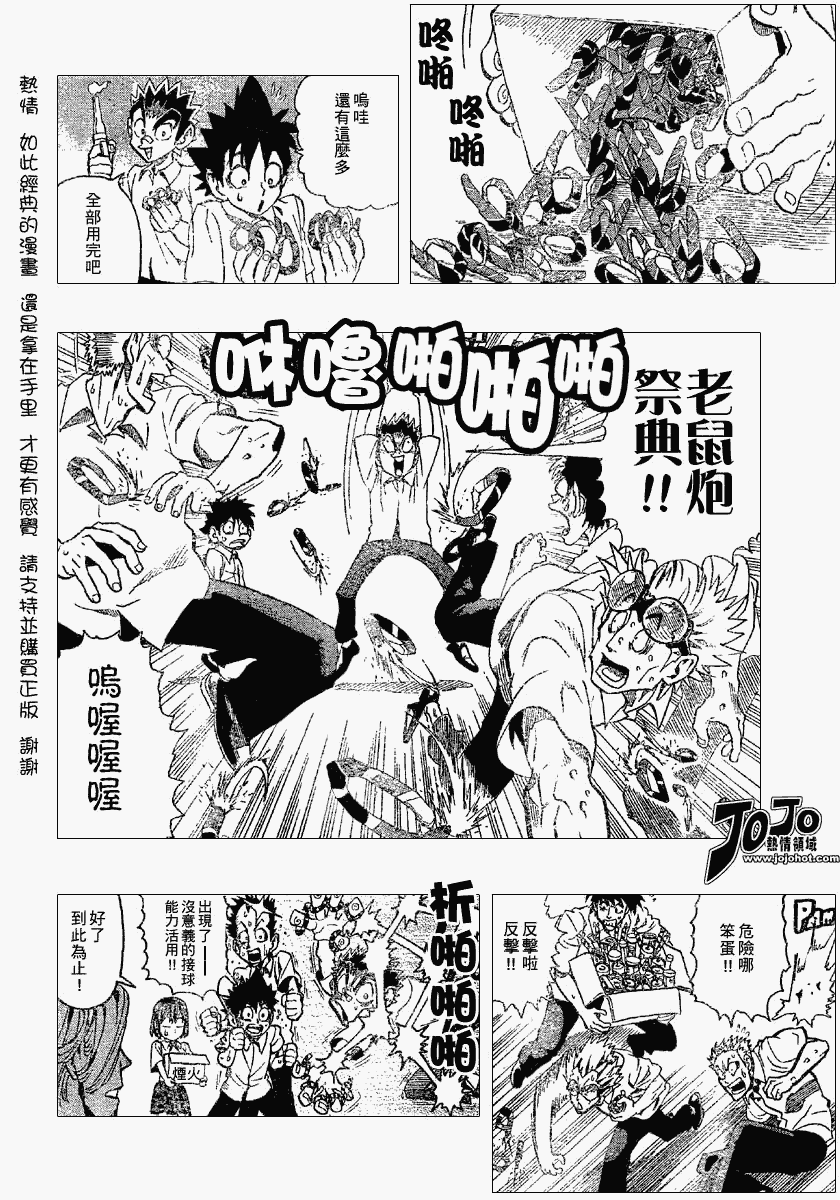 咚啪
咚啪
嗚哇
還有這麼多
全部用完吧
老鼠炮
祭典!!
咻嚕啪啪啪
嗚喔喔喔
危險哪
笨蛋!!
反擊啦
反擊!!
折啪啪啪
出現了——
沒意義的接球
能力活用!!
煙火
好了
到此為止!
熱情 如此經典的漫畫 還是拿在手里 才更有感覺 請支持並購買正版 謝謝
JOJO
熱情領域
www.jojohot.com